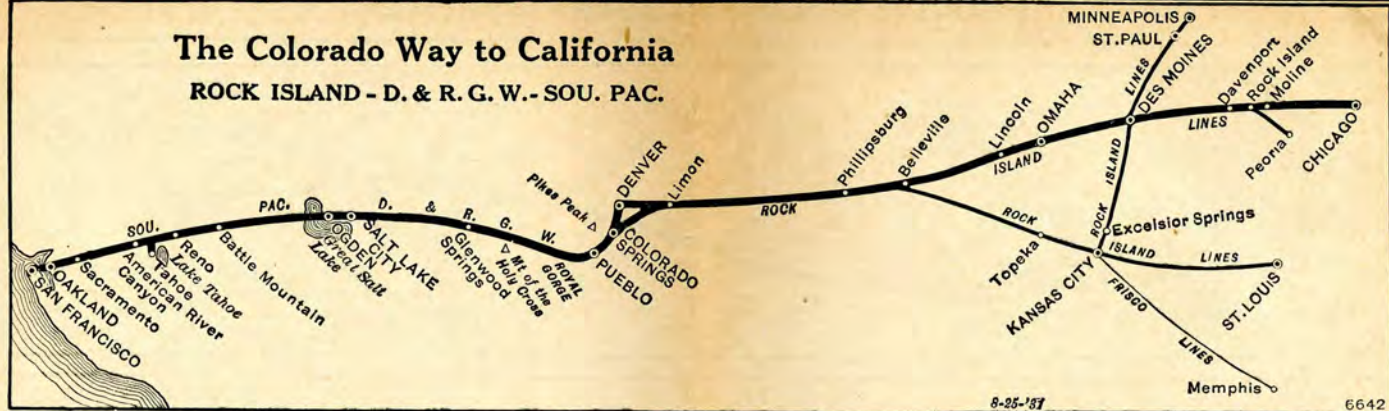 The Colorado Way to California
ROCK ISLAND - D. & R. G. W. - SOU. PAC.
MINNEAPOLIS
ST. PAUL
LINES
DES MOINES
Davenport
Rock Island
Moline
LINES
Peoria
CHICAGO
OMAHA
Lincoln
ISLAND
Belleville
Phillipsburg
ROCK
Limon
DENVER
Pikes Peak
COLORADO
SPRINGS
PUEBLO
ROYAL
GORGE
D. & R. G. W.
Mt of the
Holy Cross
Glenwood
Springs
SALT LAKE
CITY
OGDEN
Great Salt
Lake
SOU. PAC.
Battle Mountain
Reno
Lake Tahoe
Tahoe
American River
Canyon
Sacramento
OAKLAND
SAN FRANCISCO
ISLAND
ROCK
Excelsior Springs
ROCK
ISLAND
LINES
Topeka
KANSAS CITY
ST. LOUIS
FRISCO
LINES
Memphis
8-25-'37
6642